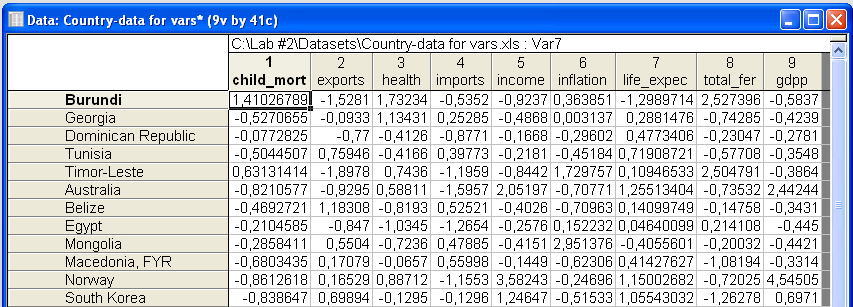 Data: Country-data for vars* (9v by 41c)
C:\Lab #2\Datasets\Country-data for vars.xls : Var7
1 2 3 4 5 6 7 8 9
child_mort exports health imports income inflation life_expec total_fer gdpp
Burundi 1,41026789 -1,5281 1,73234 -0,5352 -0,9237 0,363851 -1,2989714 2,527396 -0,5837
Georgia -0,5270655 -0,0933 1,13431 0,25285 -0,4868 0,003137 0,2881476 -0,74285 -0,4239
Dominican Republic -0,0772825 -0,77 -0,4126 -0,8771 -0,1668 -0,29602 0,4773406 -0,23047 -0,2781
Tunisia -0,5044507 0,75946 -0,4166 0,39773 -0,2181 -0,45184 0,71908721 -0,57708 -0,3548
Timor-Leste 0,63131414 -1,8978 0,7436 -1,1959 -0,8442 1,729757 0,10946533 2,504791 -0,3864
Australia -0,8210577 -0,9295 0,58811 -1,5957 2,05197 -0,70771 1,25513404 -0,73532 2,44244
Belize -0,4692721 1,18308 -0,8193 0,52521 -0,4026 -0,70963 0,14099749 -0,14758 -0,3431
Egypt -0,2104585 -0,847 -1,0345 -1,2654 -0,2576 0,152232 0,04640099 0,214108 -0,445
Mongolia -0,2858411 0,5504 -0,7236 0,47885 -0,4151 2,951376 -0,4055601 -0,20032 -0,4421
Macedonia, FYR -0,6803435 0,17079 -0,0657 0,55998 -0,1449 -0,62306 0,41427627 -1,08194 -0,3314
Norway -0,8612618 0,16529 0,88712 -1,1553 3,58243 -0,24696 1,15002682 -0,72025 4,54505
South Korea -0,838647 0,69894 -0,1295 -0,1296 1,24647 -0,51533 1,05543032 -1,26278 0,6971